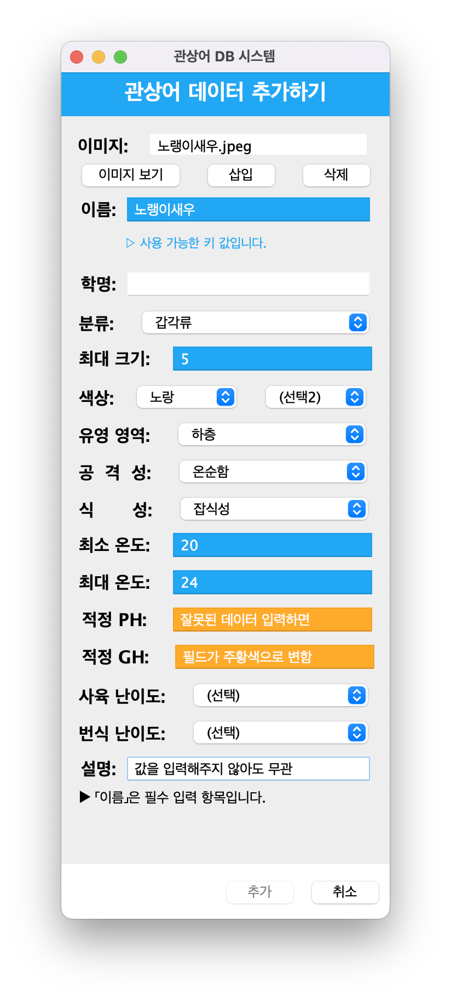 관상어 DB 시스템
관상어 데이터 추가하기
이미지: 노랭이새우.jpeg
이미지 보기 삽입 삭제
이름: 노랭이새우
▷ 사용 가능한 키 값입니다.
학명:
분류: 갑각류
최대 크기: 5
색상: 노랑 (선택2)
유영 영역: 하층
공 격 성: 온순함
식 성: 잡식성
최소 온도: 20
최대 온도: 24
적정 PH: 잘못된 데이터 입력하면
적정 GH: 필드가 주황색으로 변함
사육 난이도: (선택)
번식 난이도: (선택)
설명: 값을 입력해주지 않아도 무관
▶ 「이름」은 필수 입력 항목입니다.
추가 취소